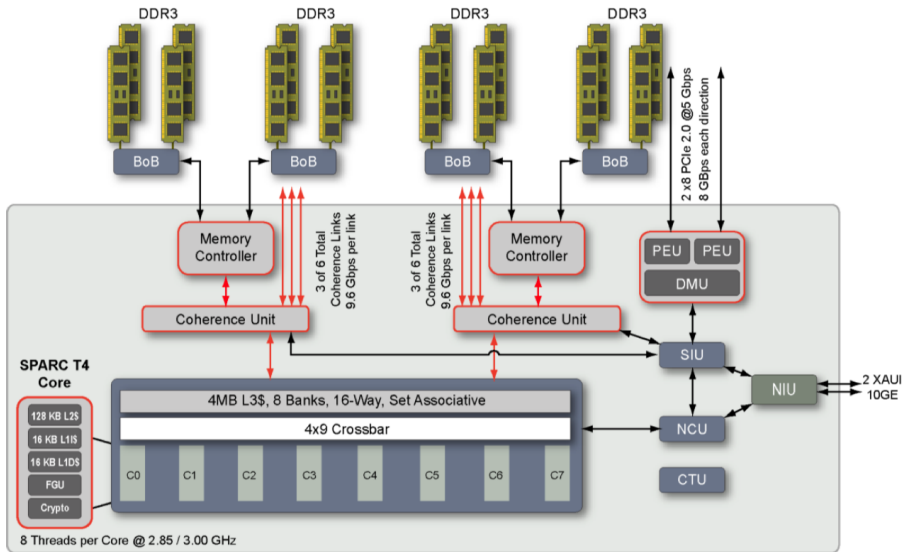 DDR3
DDR3
DDR3
DDR3
BoB
BoB
BoB
BoB
2 x8 PCIe 2.0 @5 Gbps
8 GBps each direction
Memory
Controller
3 of 6 Total
Coherence Links
9.6 Gbps per link
3 of 6 Total
Coherence Links
9.6 Gbps per link
Memory
Controller
PEU
PEU
DMU
Coherence Unit
Coherence Unit
SIU
NIU
2 XAUI
10GE
SPARC T4
Core
128 KB L2$
16 KB L1I$
16 KB L1D$
FGU
Crypto
4MB L3$, 8 Banks, 16-Way, Set Associative
4x9 Crossbar
C0
C1
C2
C3
C4
C5
C6
C7
NCU
CTU
8 Threads per Core @ 2.85 / 3.00 GHz